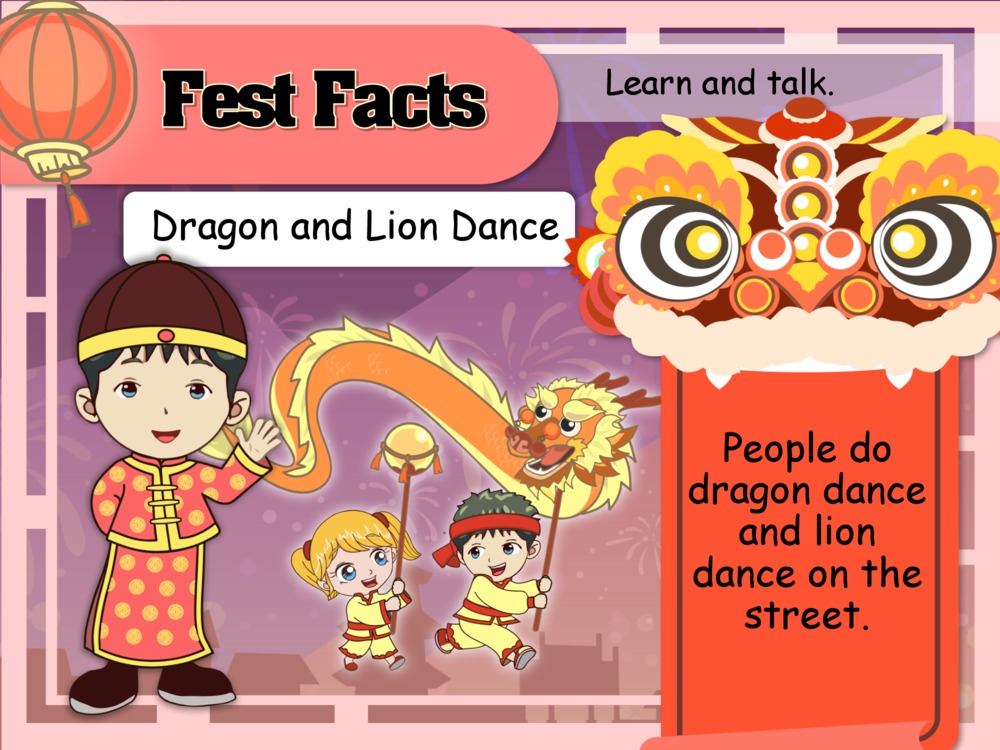 Fest Facts
Learn and talk.
Dragon and Lion Dance
People do
dragon dance
and lion
dance on the
street.